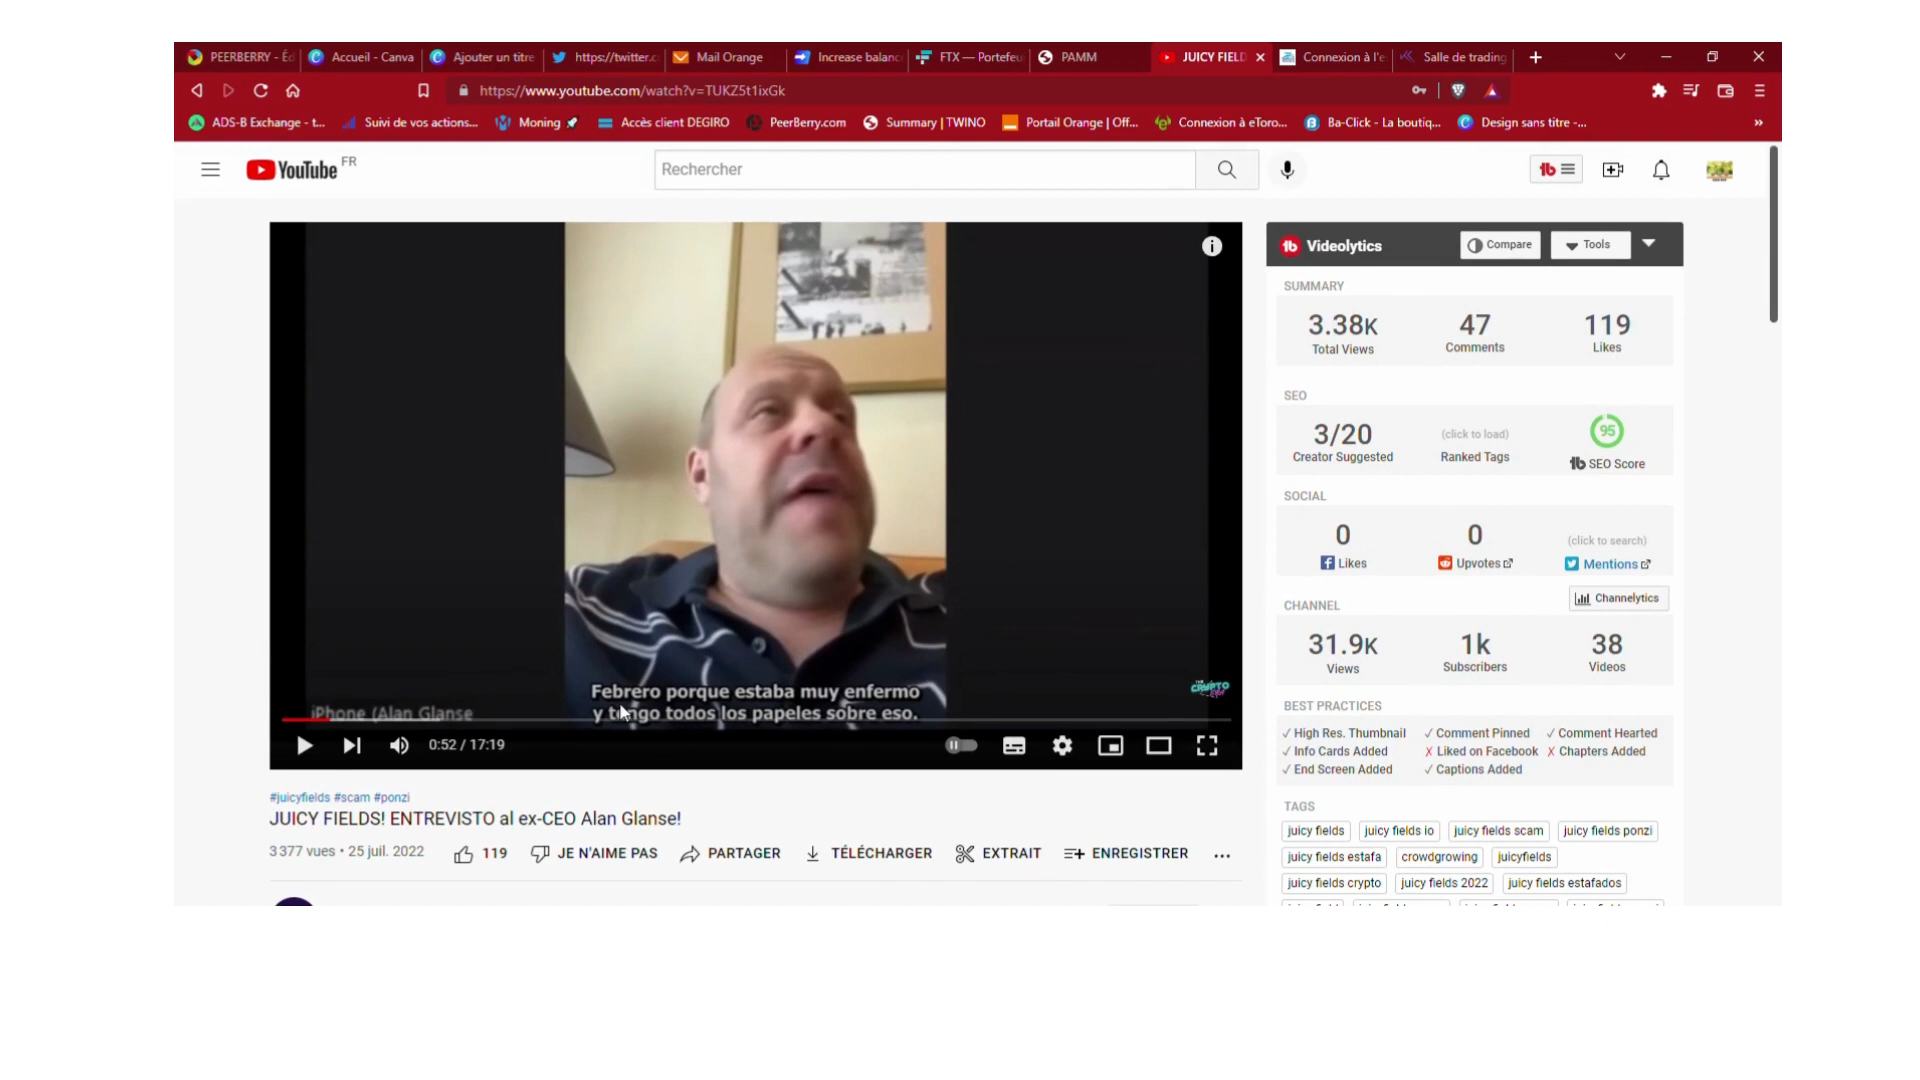 PEERBERRY - Éd
Accueil - Canva
Ajouter un titre
https://twitter.c
Mail Orange
Increase balanc
FTX — Portefeu
PAMM
JUICY FIELD
Connexion à l'e
Salle de trading
https://www.youtube.com/watch?v=TUKZ5t1ixGk
ADS-B Exchange - t...
Suivi de vos actions...
Moning
Accès client DEGIRO
PeerBerry.com
Summary | TWINO
Portail Orange | Off...
Connexion à eToro...
Ba-Click - La boutiq...
Design sans titre -...
YouTube FR
Rechercher
Febrero porque estaba muy enfermo
y tengo todos los papeles sobre eso.
iPhone (Alan Glanse
THE CRYPTO
0:52 / 17:19
#juicyfields #scam #ponzi
JUICY FIELDS! ENTREVISTO al ex-CEO Alan Glanse!
3 377 vues • 25 juil. 2022
119
JE N'AIME PAS
PARTAGER
TÉLÉCHARGER
EXTRAIT
ENREGISTRER
Videolytics
Compare
Tools
SUMMARY
3.38K 47 119
Total Views Comments Likes
SEO
3/20 (click to load) 95
Creator Suggested Ranked Tags SEO Score
SOCIAL
0 0 (click to search)
Likes Upvotes Mentions
CHANNEL
Channelytics
31.9K 1k 38
Views Subscribers Videos
BEST PRACTICES
✓ High Res. Thumbnail ✓ Comment Pinned ✓ Comment Hearted
✓ Info Cards Added ✗ Liked on Facebook ✗ Chapters Added
✓ End Screen Added ✓ Captions Added
TAGS
juicy fields juicy fields io juicy fields scam juicy fields ponzi
juicy fields estafa crowdgrowing juicyfields
juicy fields crypto juicy fields 2022 juicy fields estafados